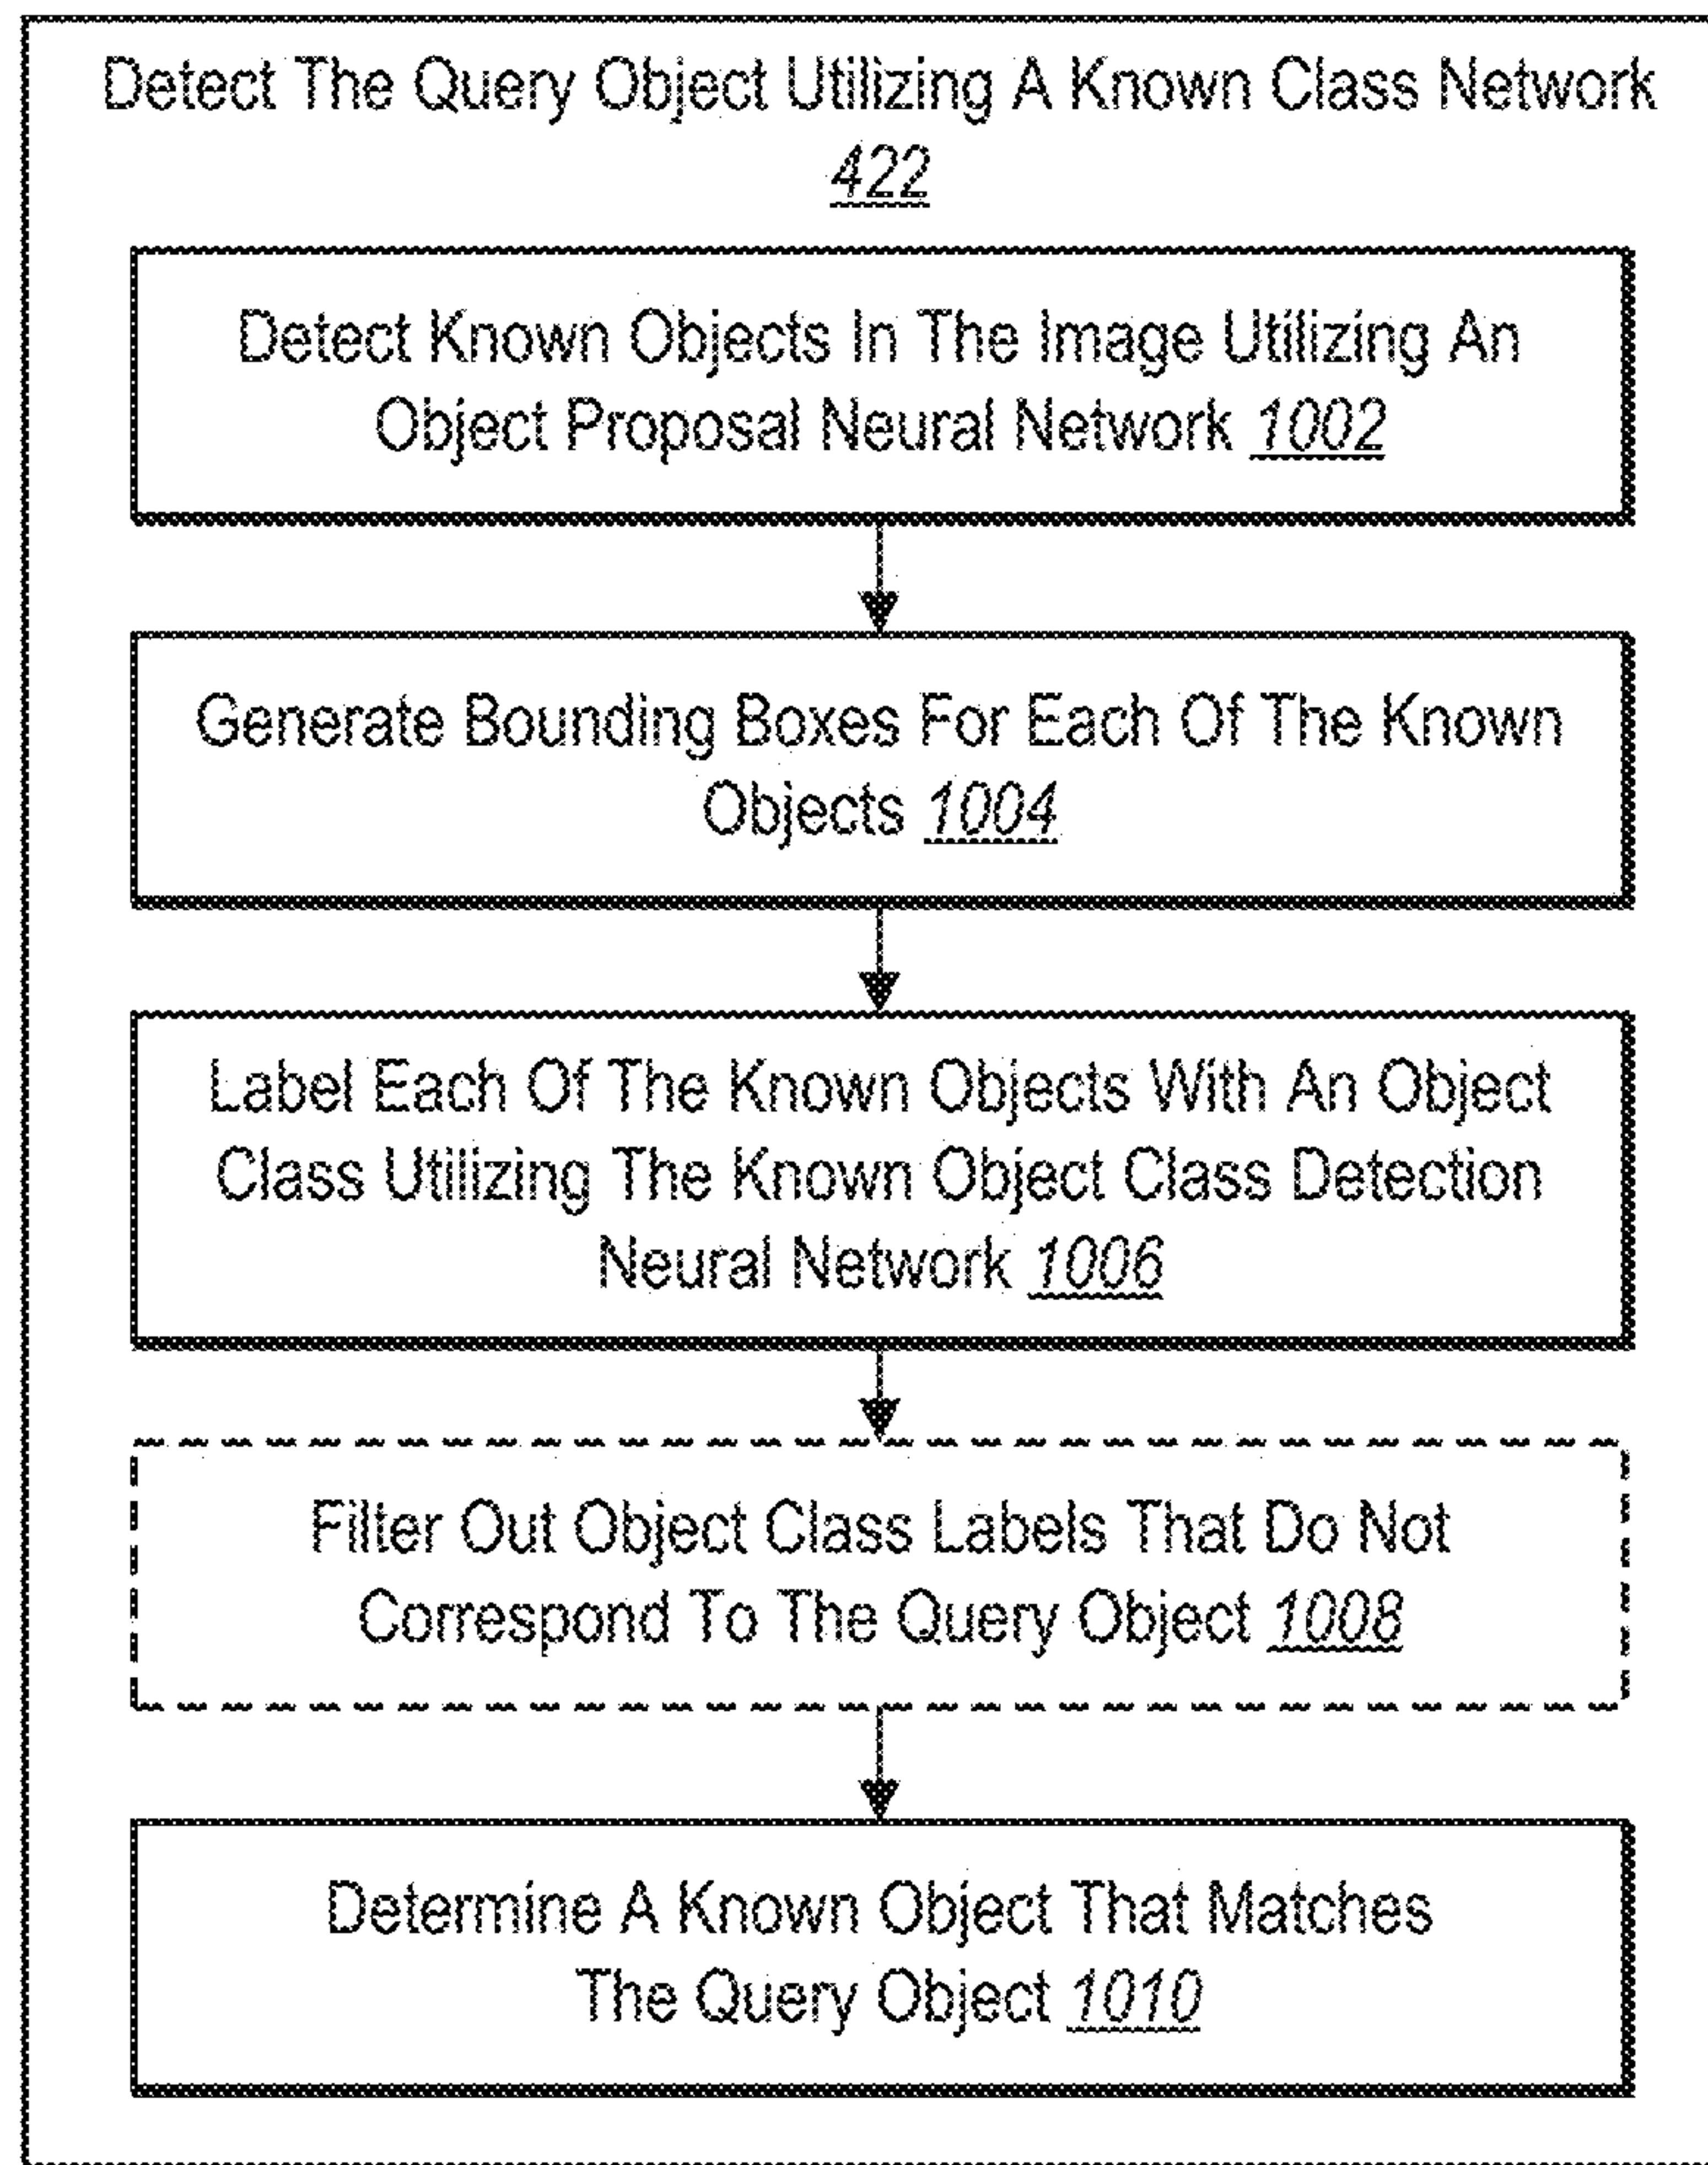 Detect The Query Object Utilizing A Known Class Network
422
Detect Known Objects In The Image Utilizing An
Object Proposal Neural Network 1002
Generate Bounding Boxes For Each Of The Known
Objects 1004
Label Each Of The Known Objects With An Object
Class Utilizing The Known Object Class Detection
Neural Network 1006
Filter Out Object Class Labels That Do Not
Correspond To The Query Object 1008
Determine A Known Object That Matches
The Query Object 1010